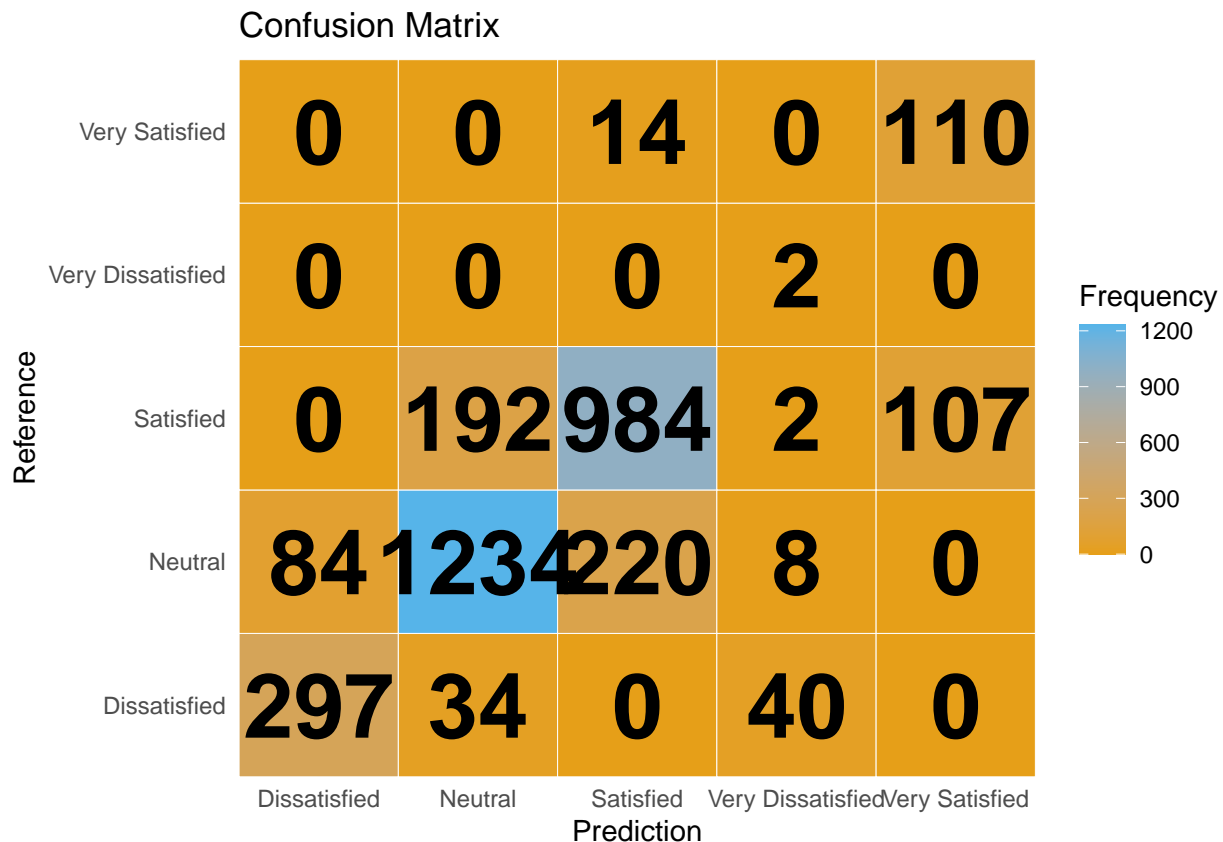 Confusion Matrix
Very Satisfied 0 0 14 0 110
Very Dissatisfied 0 0 0 2 0
Satisfied 0 192 984 2 107
Neutral 84 1234 220 8 0
Dissatisfied 297 34 0 40 0
Dissatisfied Neutral Satisfied Very Dissatisfied Very Satisfied
Prediction
Reference
Frequency
1200
900
600
300
0